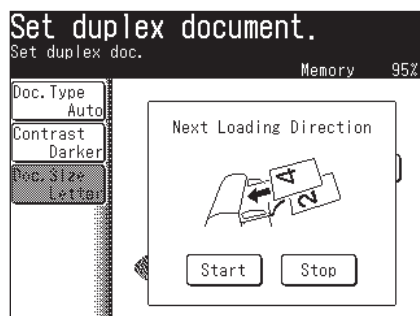 Set duplex document.
Set duplex doc.
Memory 95%
Doc.Type
Auto
Contrast
Darker
Doc.Size
Letter
Next Loading Direction
4
2
Start
Stop